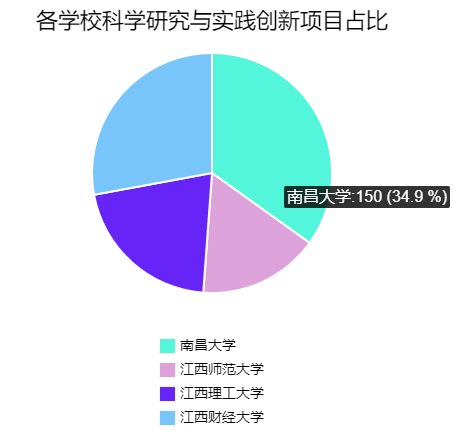 各学校科学研究与实践创新项目占比
南昌大学:150 (34.9 %)
南昌大学
江西师范大学
江西理工大学
江西财经大学